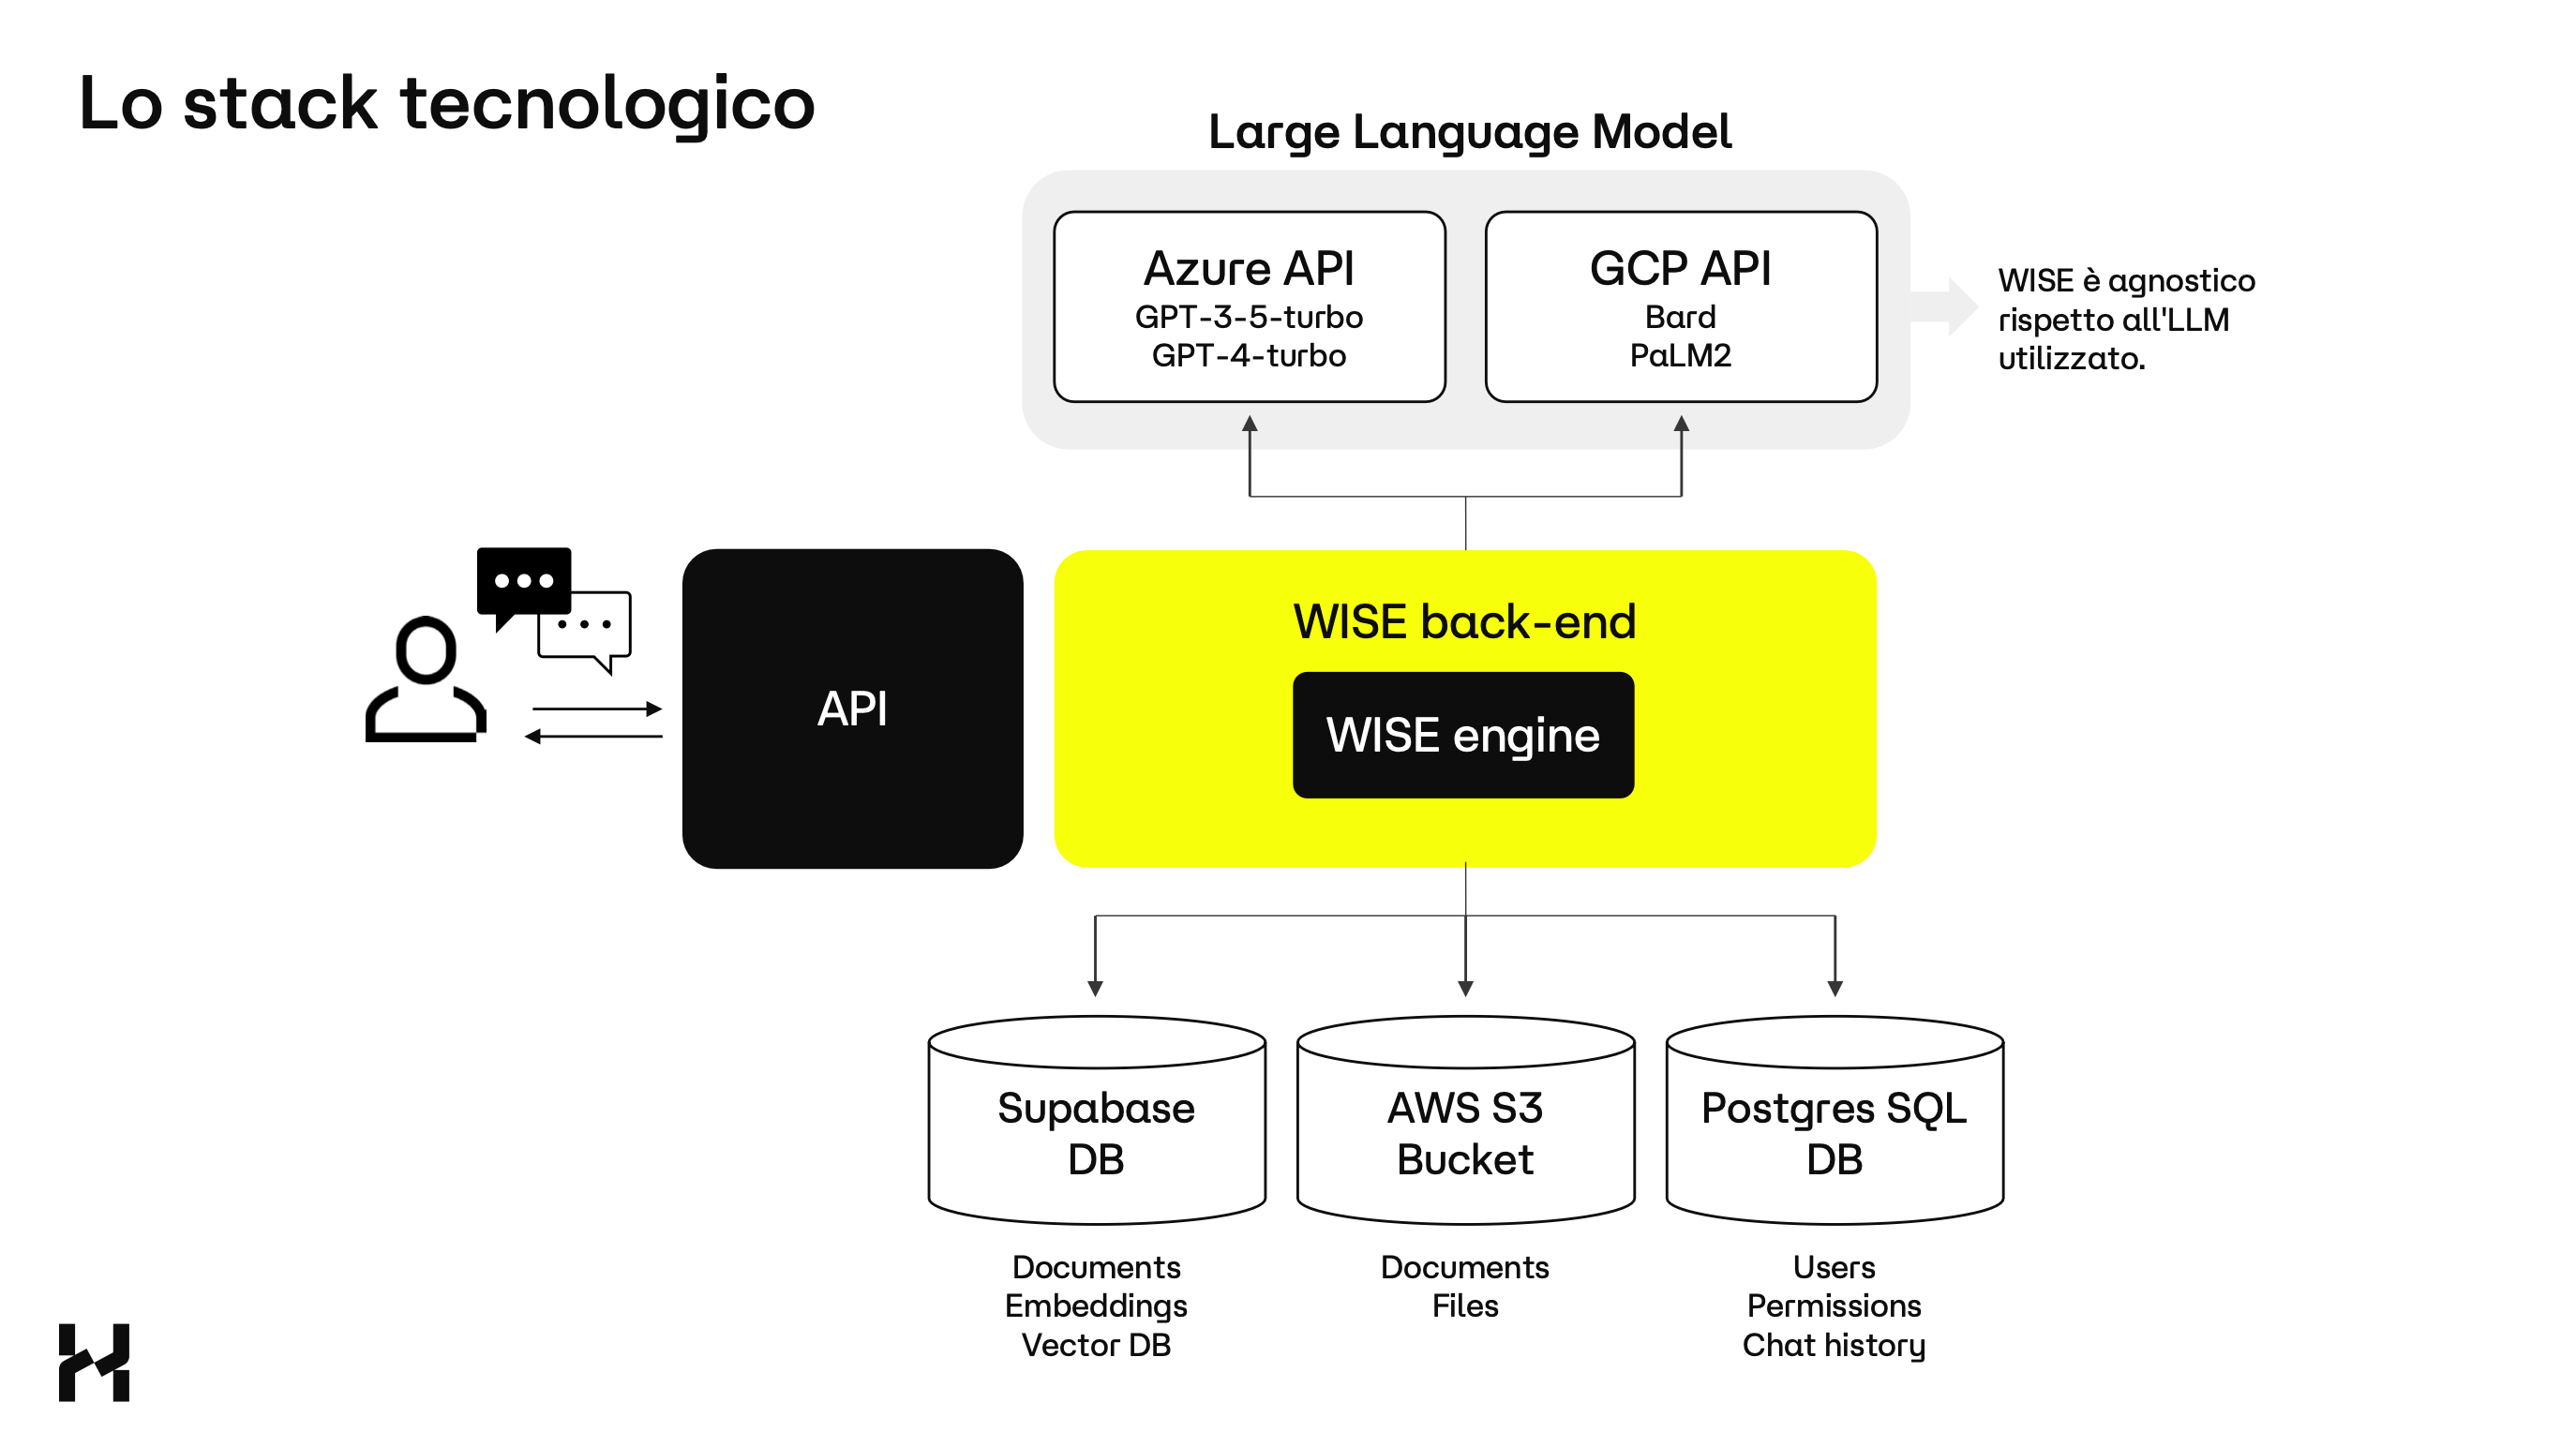 Lo stack tecnologico
Large Language Model
Azure API
GPT-3-5-turbo
GPT-4-turbo
GCP API
Bard
PaLM2
WISE è agnostico
rispetto all'LLM
utilizzato.
API
WISE back-end
WISE engine
Supabase
DB
AWS S3
Bucket
Postgres SQL
DB
Documents
Embeddings
Vector DB
Documents
Files
Users
Permissions
Chat history